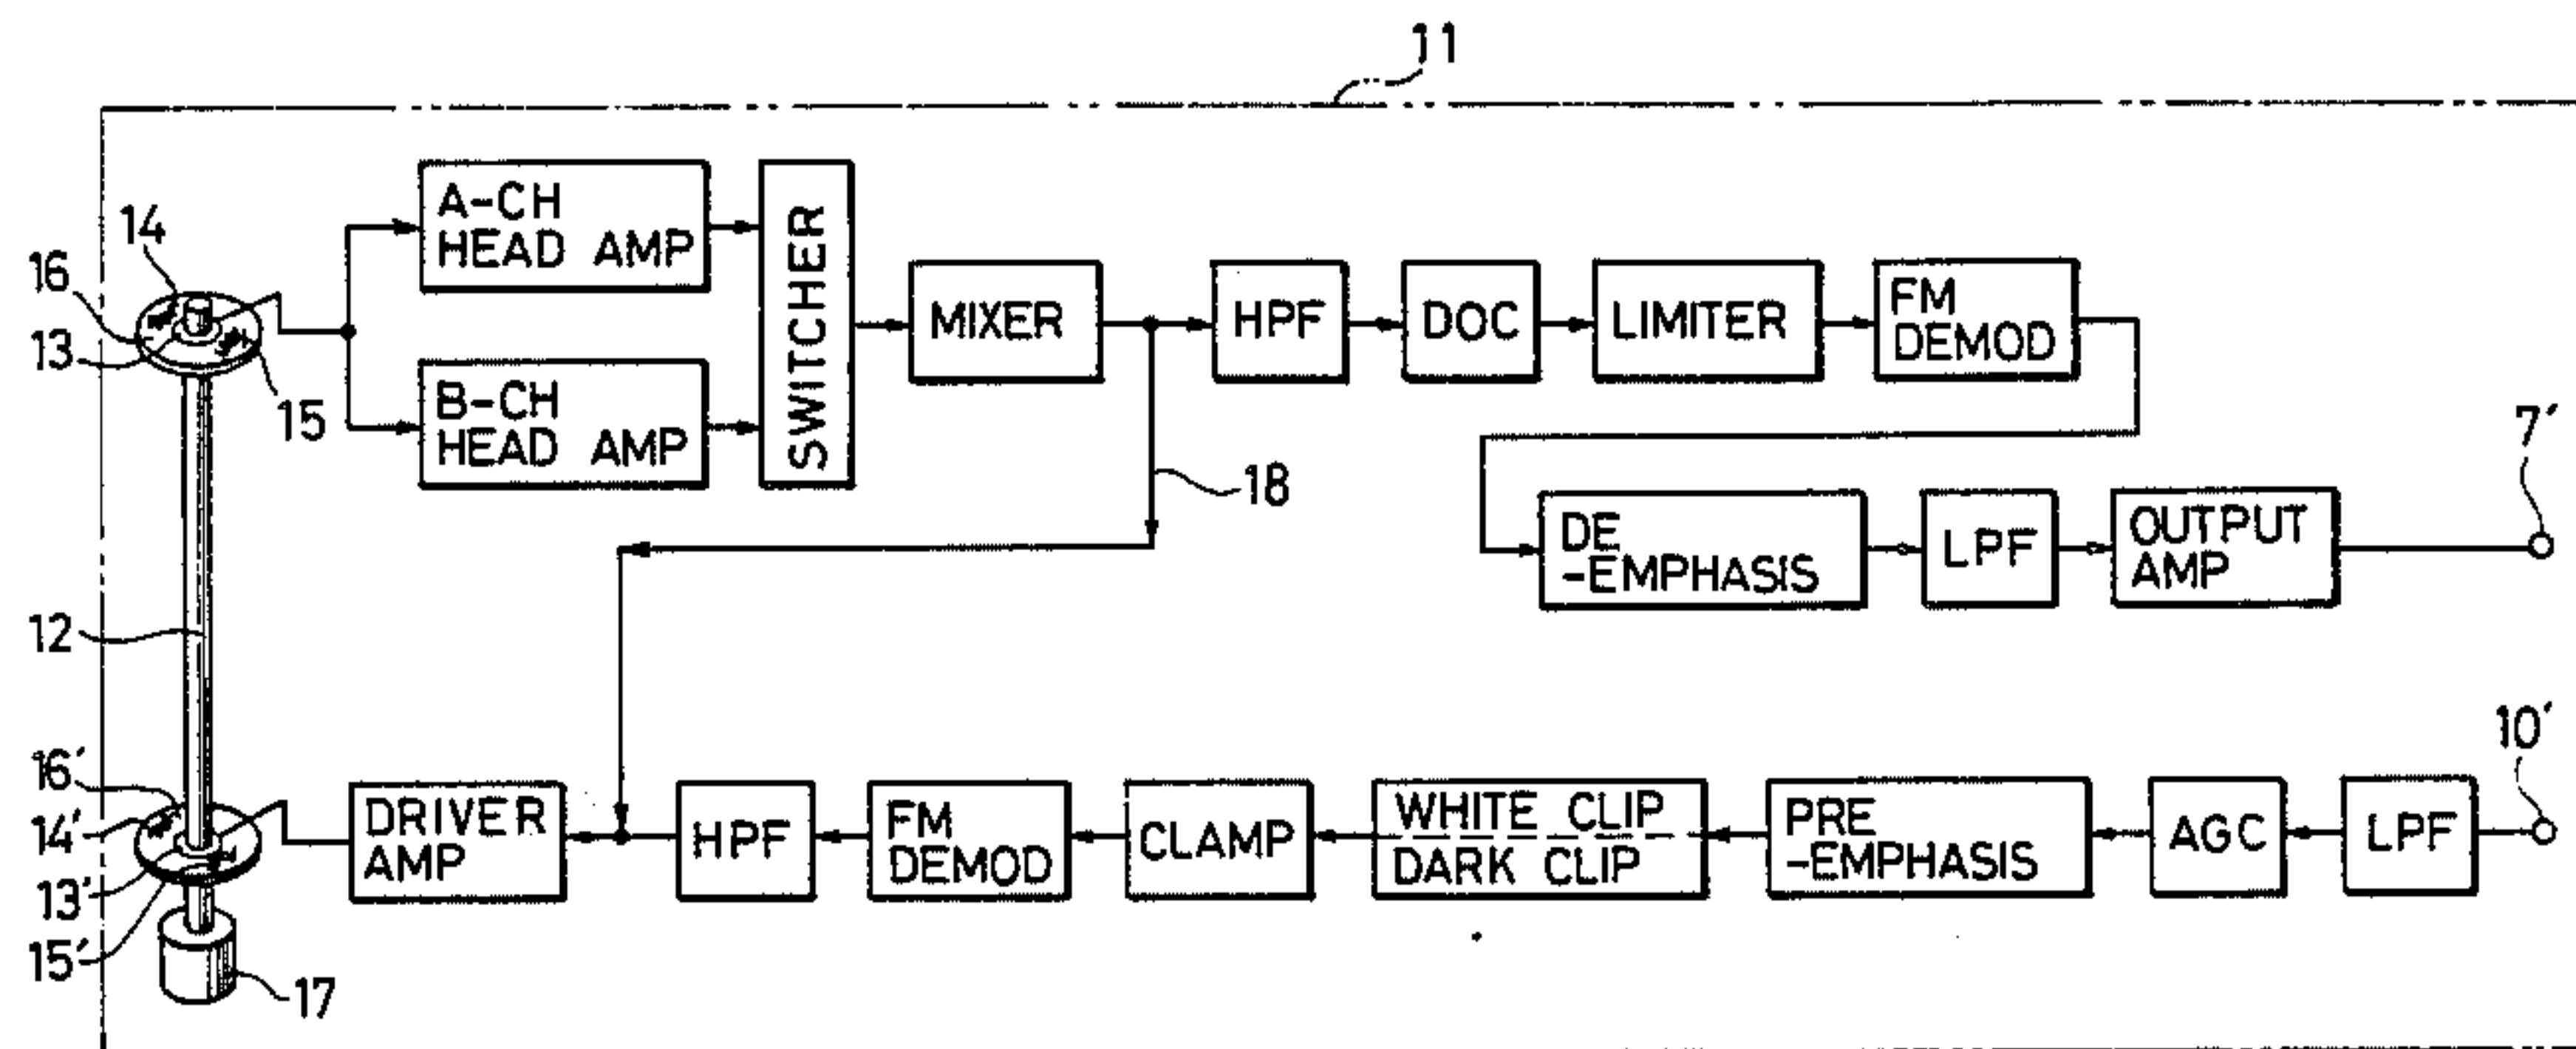 11
A-CH
HEAD AMP
SWITCHER
B-CH
HEAD AMP
MIXER
HPF
DOC
LIMITER
FM
DEMOD
14
16
13
15
18
7'
DE
-EMPHASIS
LPF
OUTPUT
AMP
12
10'
16'
14'
13'
15'
17
DRIVER
AMP
HPF
FM
DEMOD
CLAMP
WHITE CLIP
DARK CLIP
PRE
-EMPHASIS
AGC
LPF